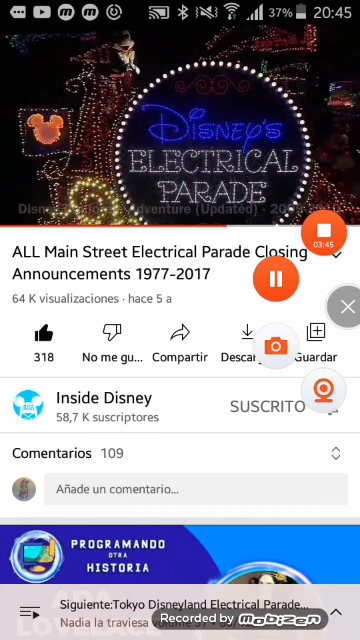 37% 20:45
DISNEY'S
ELECTRICAL
PARADE
03:45
ALL Main Street Electrical Parade Closing
Announcements 1977-2017
64 K visualizaciones · hace 5 a
318 No me gu... Compartir Descarg Guardar
Inside Disney
58,7 K suscriptores
SUSCRITO
Comentarios 109
Añade un comentario...
PROGRAMANDO
OTRA
HISTORIA
Siguiente:Tokyo Disneyland Electrical Parade...
Nadia la traviesa
Recorded by MOBIZEN